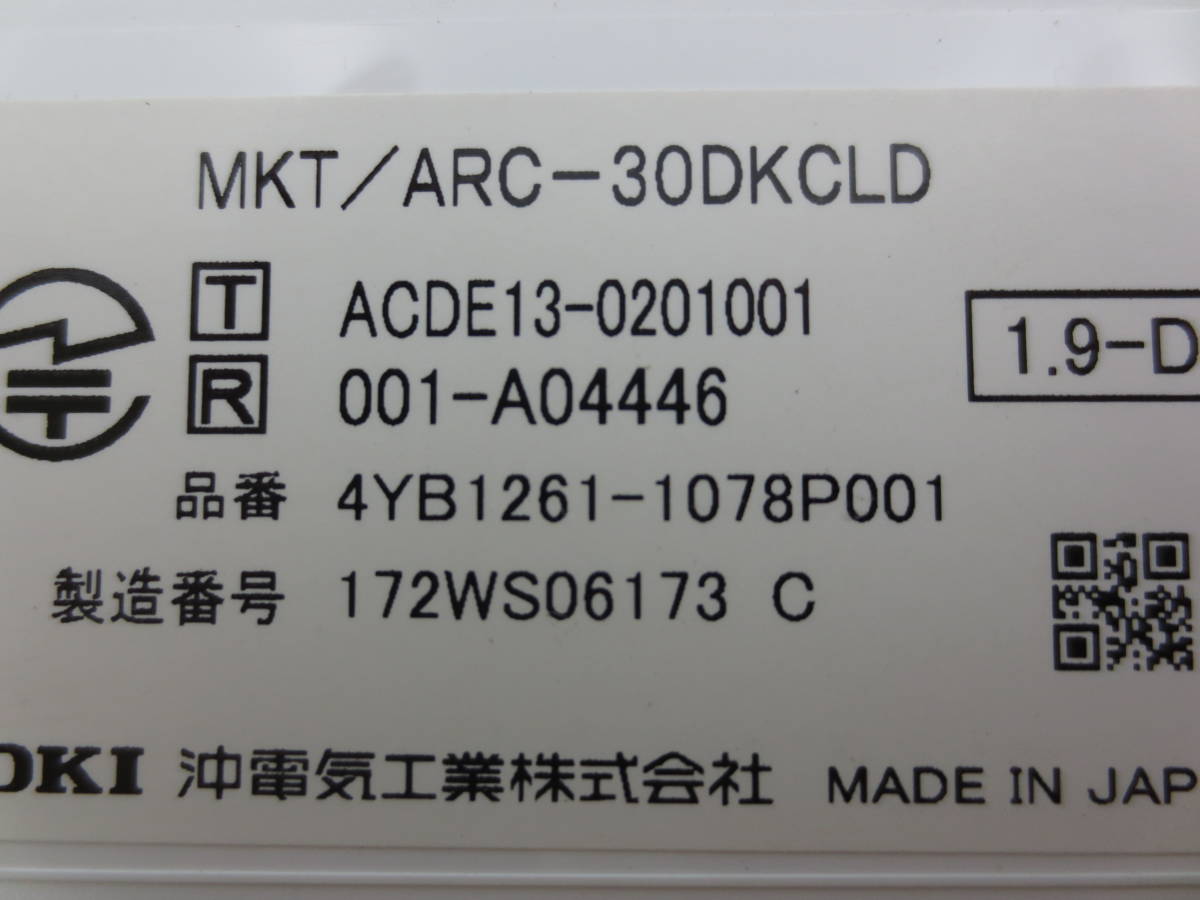 MKT/ARC-30DKCLD
T ACDE13-0201001
R 001-A04446
1.9-D
品番 4YB1261-1078P001
製造番号 172WS06173 C
OKI 沖電気工業株式会社 MADE IN JAP